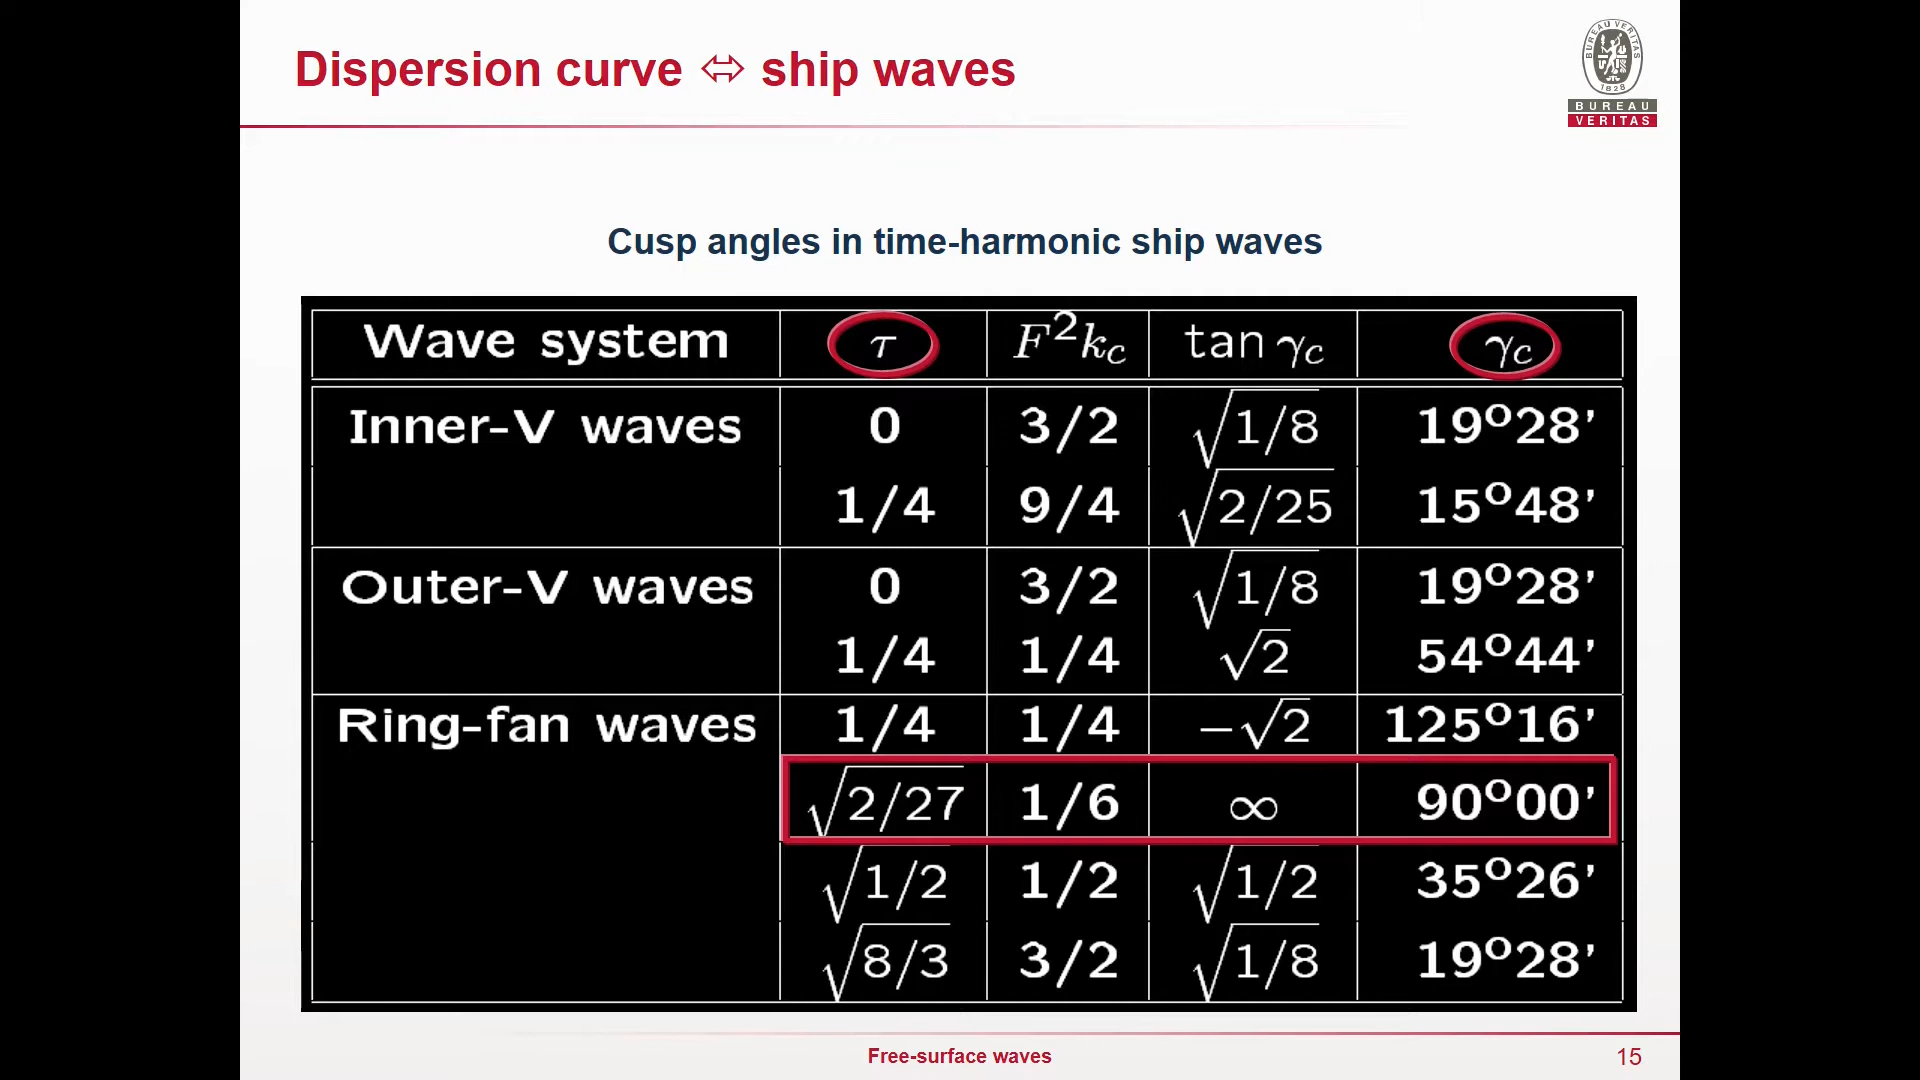 Dispersion curve ⇔ ship waves
BUREAU VERITAS
1828
BUREAU
VERITAS
Cusp angles in time-harmonic ship waves
Wave system τ F²k_c tan γ_c γ_c
Inner-V waves 0 3/2 √1/8 19°28'
1/4 9/4 √2/25 15°48'
Outer-V waves 0 3/2 √1/8 19°28'
1/4 1/4 √2 54°44'
Ring-fan waves 1/4 1/4 −√2 125°16'
√2/27 1/6 ∞ 90°00'
√1/2 1/2 √1/2 35°26'
√8/3 3/2 √1/8 19°28'
Free-surface waves 15